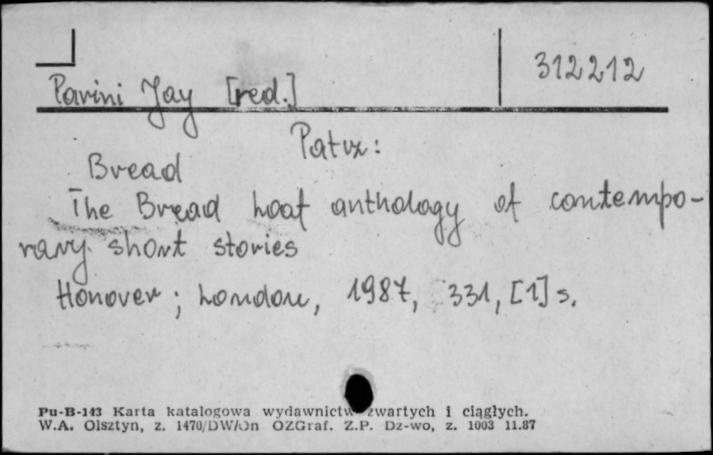 312212
Parini Jay [red.]
Patrz:
Bread
The Bread Loaf anthology of contempo-
rary short stories
Hanover ; London, 1987, 331, [1] s.
Pu-B-143 Karta katalogowa wydawnictw zwartych i ciągłych.
W.A. Olsztyn, z. 1470/DW/Dn OZGraf. Z.P. Dz-wo, z. 1003 11.87